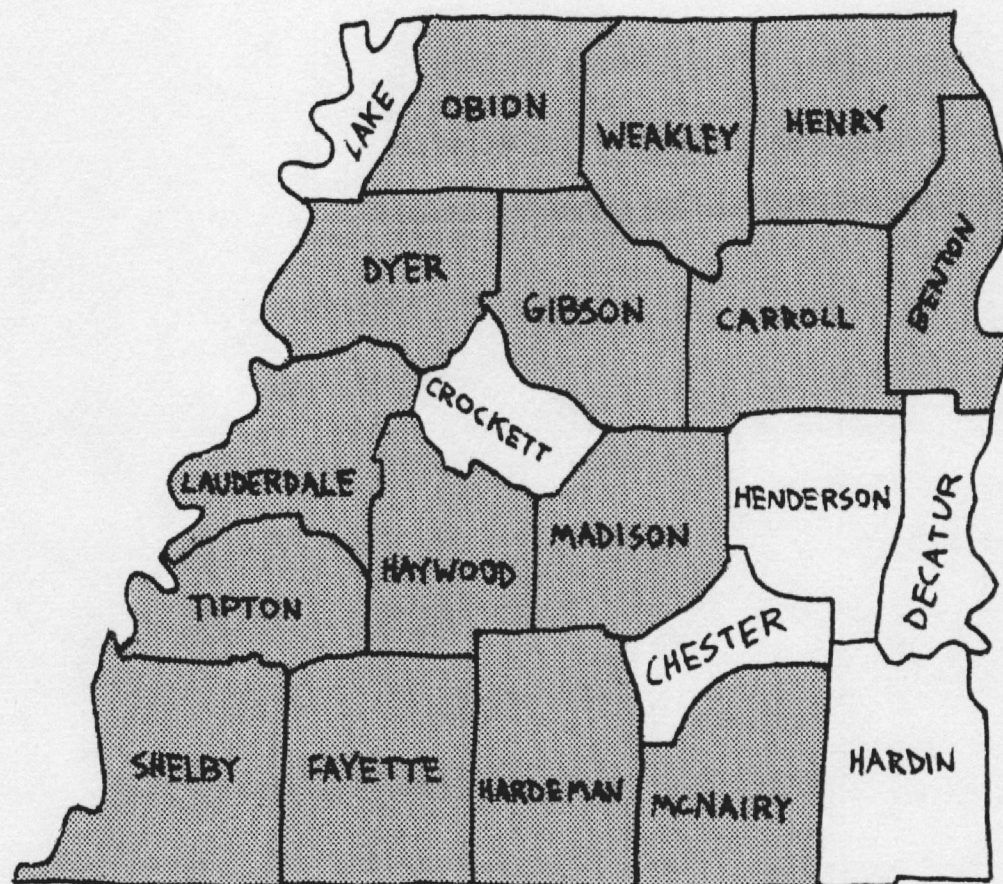 LAKE
OBION
WEAKLEY
HENRY
BENTON
DYER
GIBSON
CARROLL
CROCKETT
LAUDERDALE
HAYWOOD
MADISON
HENDERSON
DECATUR
TIPTON
CHESTER
SHELBY
FAYETTE
HARDEMAN
MCNAIRY
HARDIN